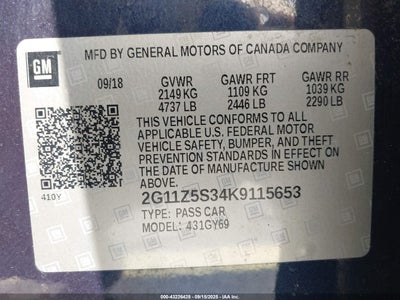 GM
MFD BY GENERAL MOTORS OF CANADA COMPANY
09/18 GVWR GAWR FRT GAWR RR
2149 KG 1109 KG 1039 KG
4737 LB 2446 LB 2290 LB
THIS VEHICLE CONFORMS TO ALL
APPLICABLE U.S. FEDERAL MOTOR
VEHICLE SAFETY, BUMPER, AND THEFT
PREVENTION STANDARDS IN EFFECT ON
THE DATE OF MANUFACTURE SHOWN
ABOVE.
410Y
2G11Z5S34K9115653
TYPE: PASS CAR
MODEL: 431GY69
000-43226426 - 09/15/2025 - IAAI.COM